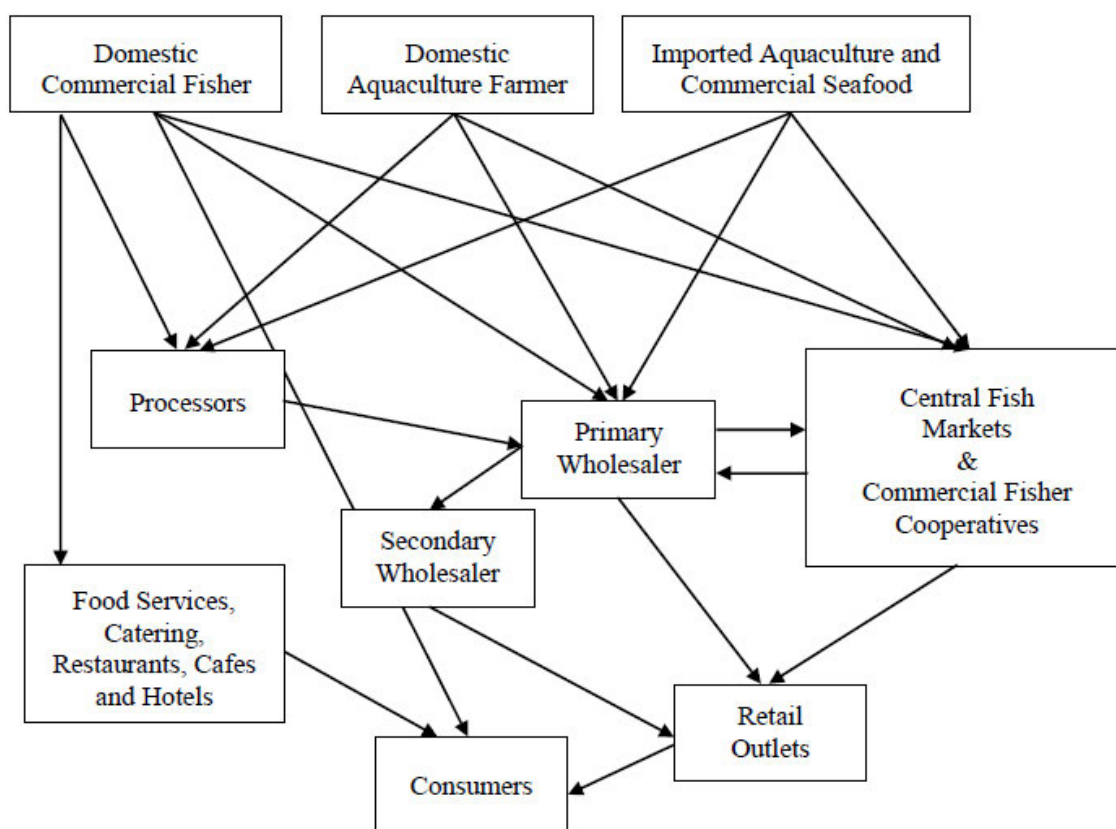 Domestic
Commercial Fisher
Domestic
Aquaculture Farmer
Imported Aquaculture and
Commercial Seafood
Processors
Primary
Wholesaler
Central Fish
Markets
&
Commercial Fisher
Cooperatives
Secondary
Wholesaler
Food Services,
Catering,
Restaurants, Cafes
and Hotels
Retail
Outlets
Consumers